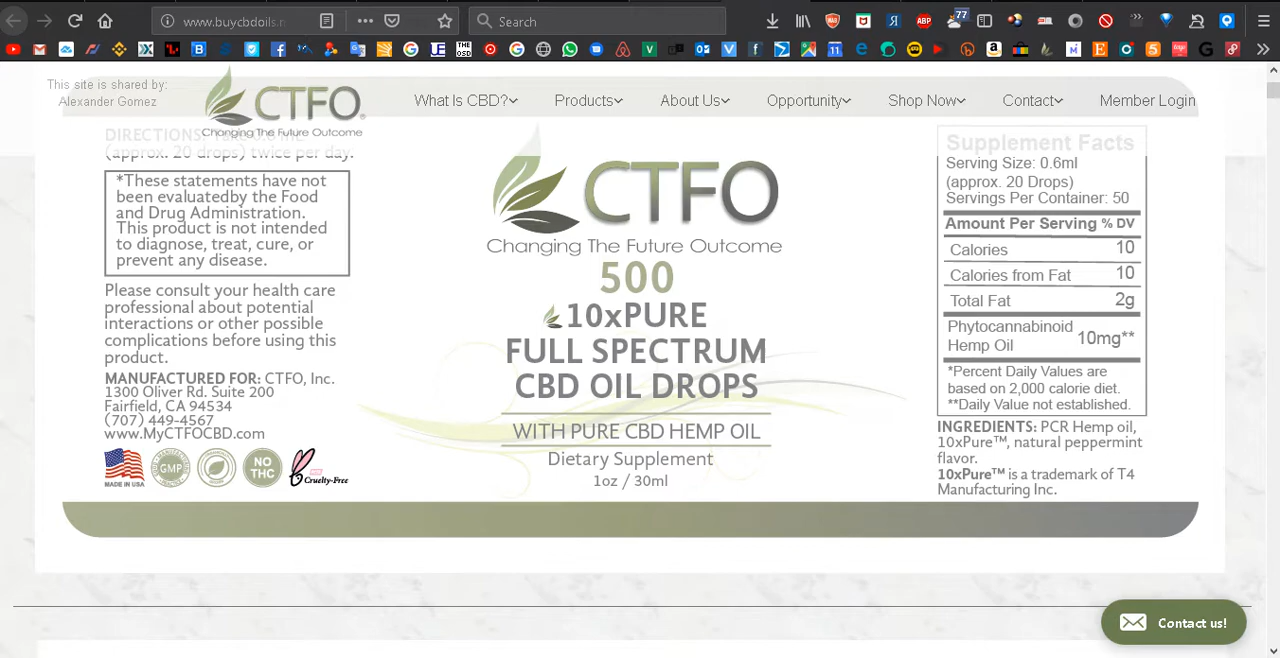 www.buycbdoils.n
Search
77
This site is shared by:
Alexander Gomez
CTFO
Changing The Future Outcome
What Is CBD?
Products
About Us
Opportunity
Shop Now
Contact
Member Login
(approx. 20 drops) twice per day.
*These statements have not
been evaluatedby the Food
and Drug Administration.
This product is not intended
to diagnose, treat, cure, or
prevent any disease.
Please consult your health care
professional about potential
interactions or other possible
complications before using this
product.
MANUFACTURED FOR: CTFO, Inc.
1300 Oliver Rd. Suite 200
Fairfield, CA 94534
(707) 449-4567
www.MyCTFOCBD.com
MADE IN USA
GMP
NO
THC
Cruelty-Free
CTFO
Changing The Future Outcome
500
10xPURE
FULL SPECTRUM
CBD OIL DROPS
WITH PURE CBD HEMP OIL
Dietary Supplement
1oz / 30ml
Supplement Facts
Serving Size: 0.6ml
(approx. 20 Drops)
Servings Per Container: 50
Amount Per Serving % DV
Calories 10
Calories from Fat 10
Total Fat 2g
Phytocannabinoid
Hemp Oil 10mg**
*Percent Daily Values are
based on 2,000 calorie diet.
**Daily Value not established.
INGREDIENTS: PCR Hemp oil,
10xPure™, natural peppermint
flavor.
10xPure™ is a trademark of T4
Manufacturing Inc.
Contact us!